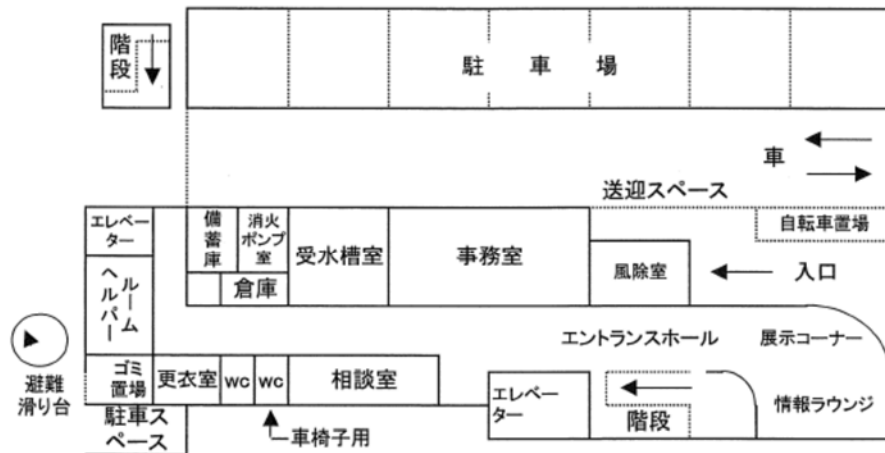 階段
駐車場
車
送迎スペース
自転車置場
エレベー
ター
備蓄庫
消火
ポンプ
室
受水槽室
事務室
風除室
入口
倉庫
ヘルパー
ルーム
エントランスホール
展示コーナー
避難
滑り台
ゴミ
置場
更衣室
WC
WC
相談室
エレベー
ター
階段
情報ラウンジ
駐車ス
ペース
車椅子用